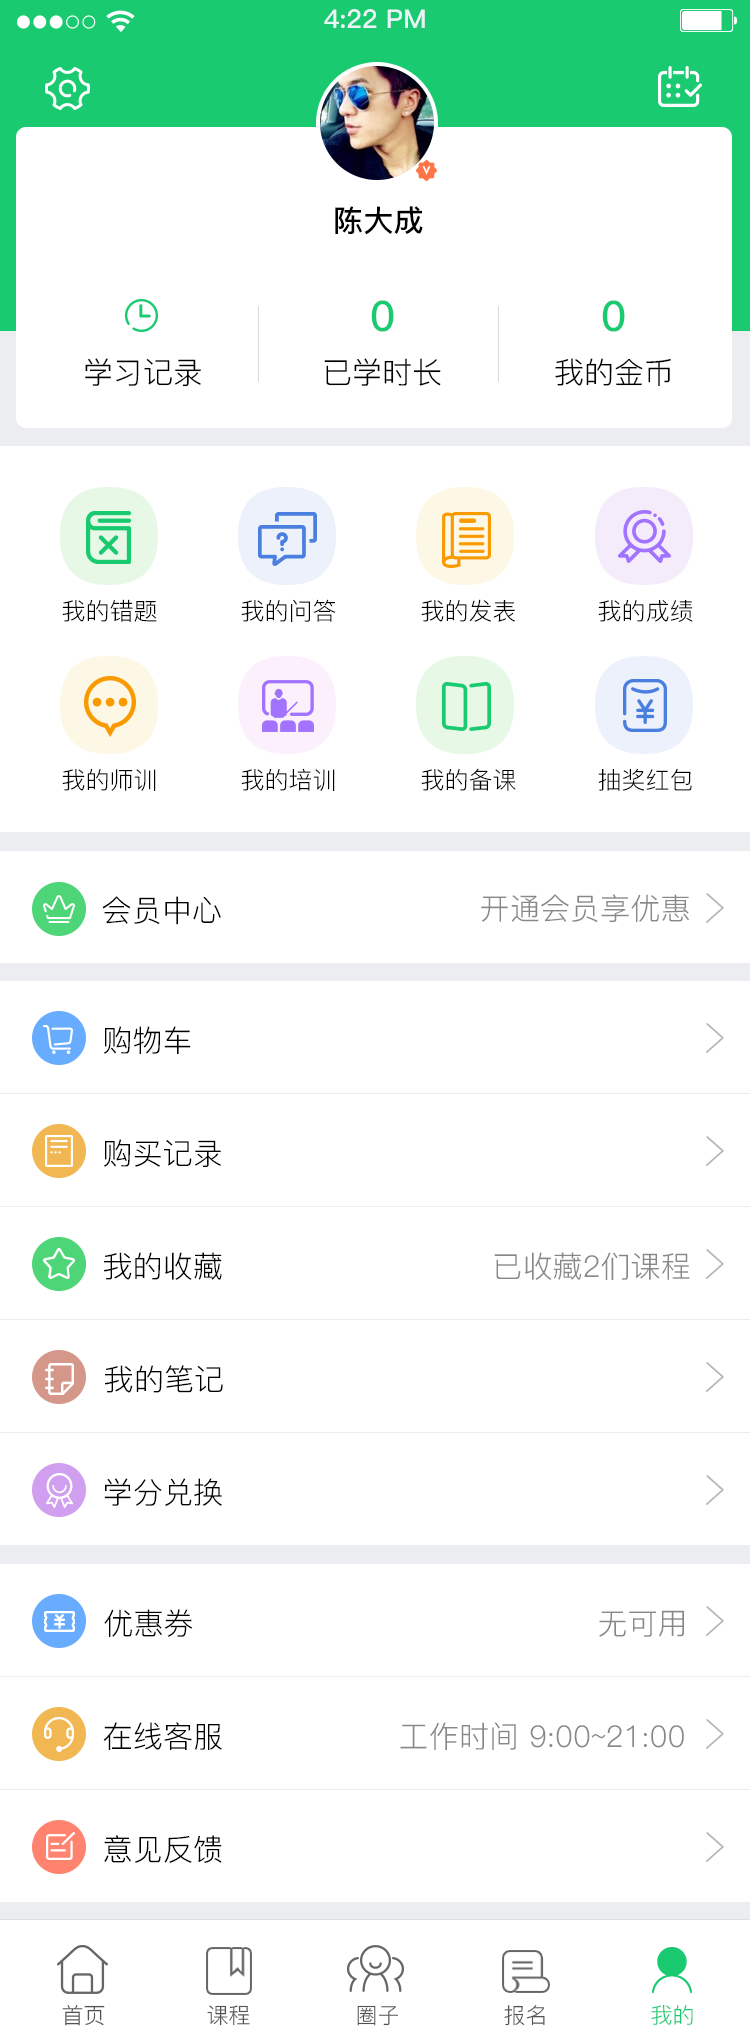 4:22 PM
陈大成
0 0
学习记录 已学时长 我的金币
我的错题 我的问答 我的发表 我的成绩
我的师训 我的培训 我的备课 抽奖红包
会员中心 开通会员享优惠
购物车
购买记录
我的收藏 已收藏2们课程
我的笔记
学分兑换
优惠券 无可用
在线客服 工作时间 9:00~21:00
意见反馈
首页 课程 圈子 报名 我的